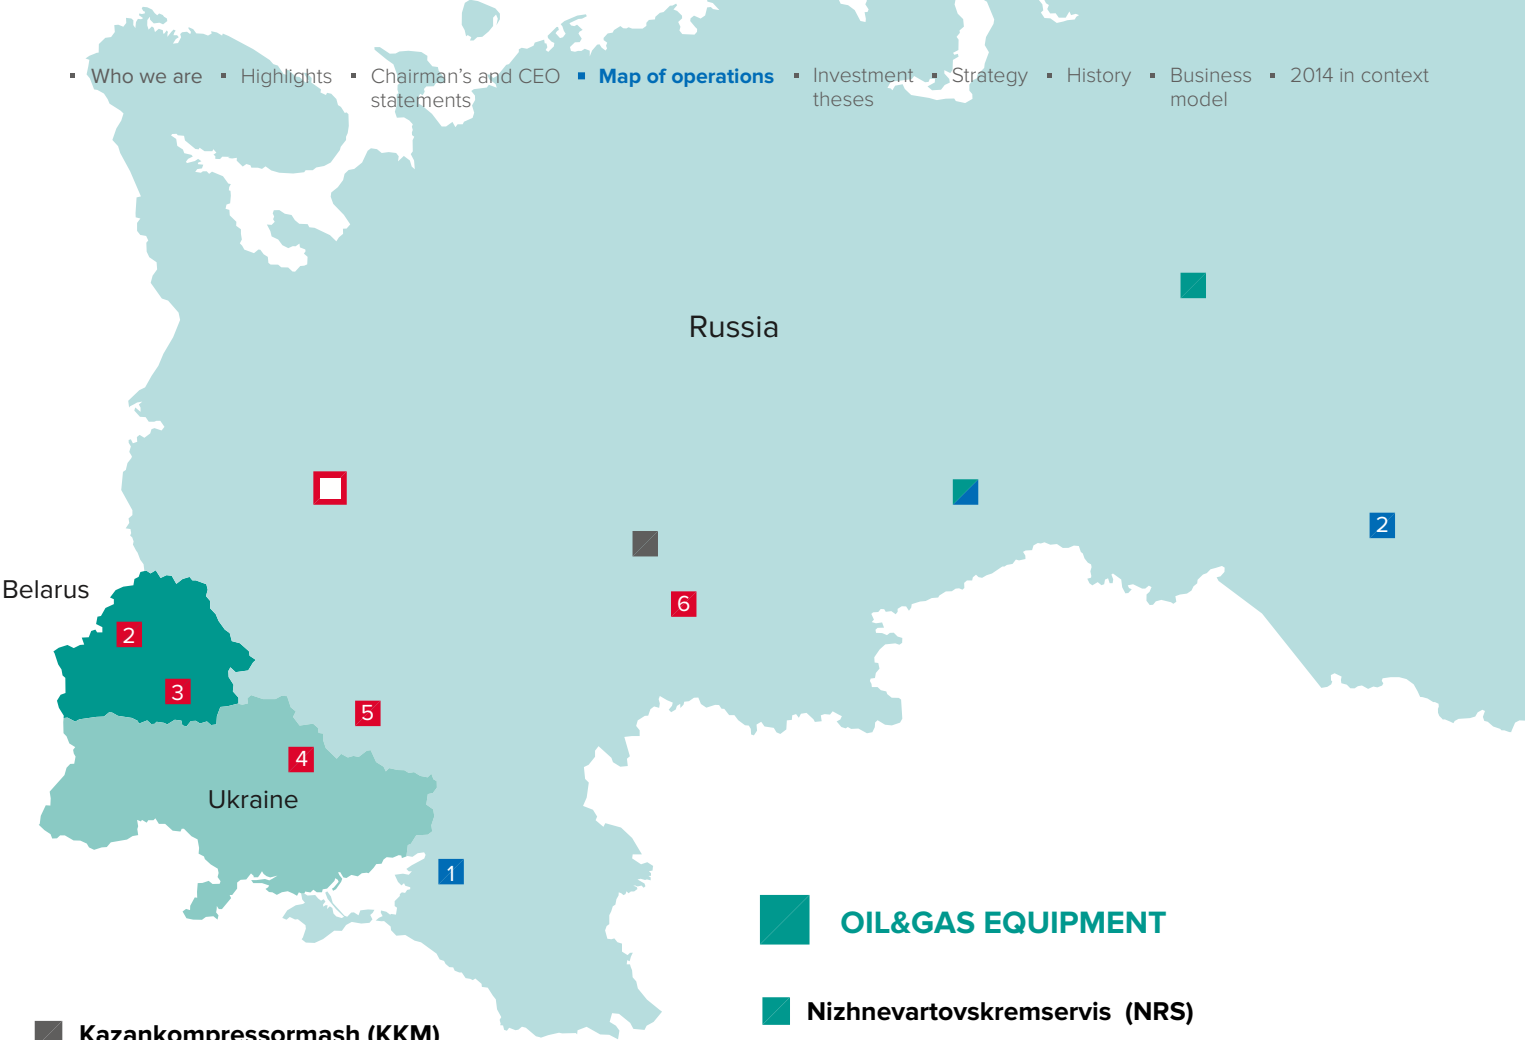 Who we are
Highlights
Chairman's and CEO
statements
Map of operations
Investment
theses
Strategy
History
Business
model
2014 in context
Russia
2
Belarus
6
2
3
5
4
Ukraine
1
OIL&GAS EQUIPMENT
Nizhnevartovskremservis (NRS)
Kazankompressormash (KKM)